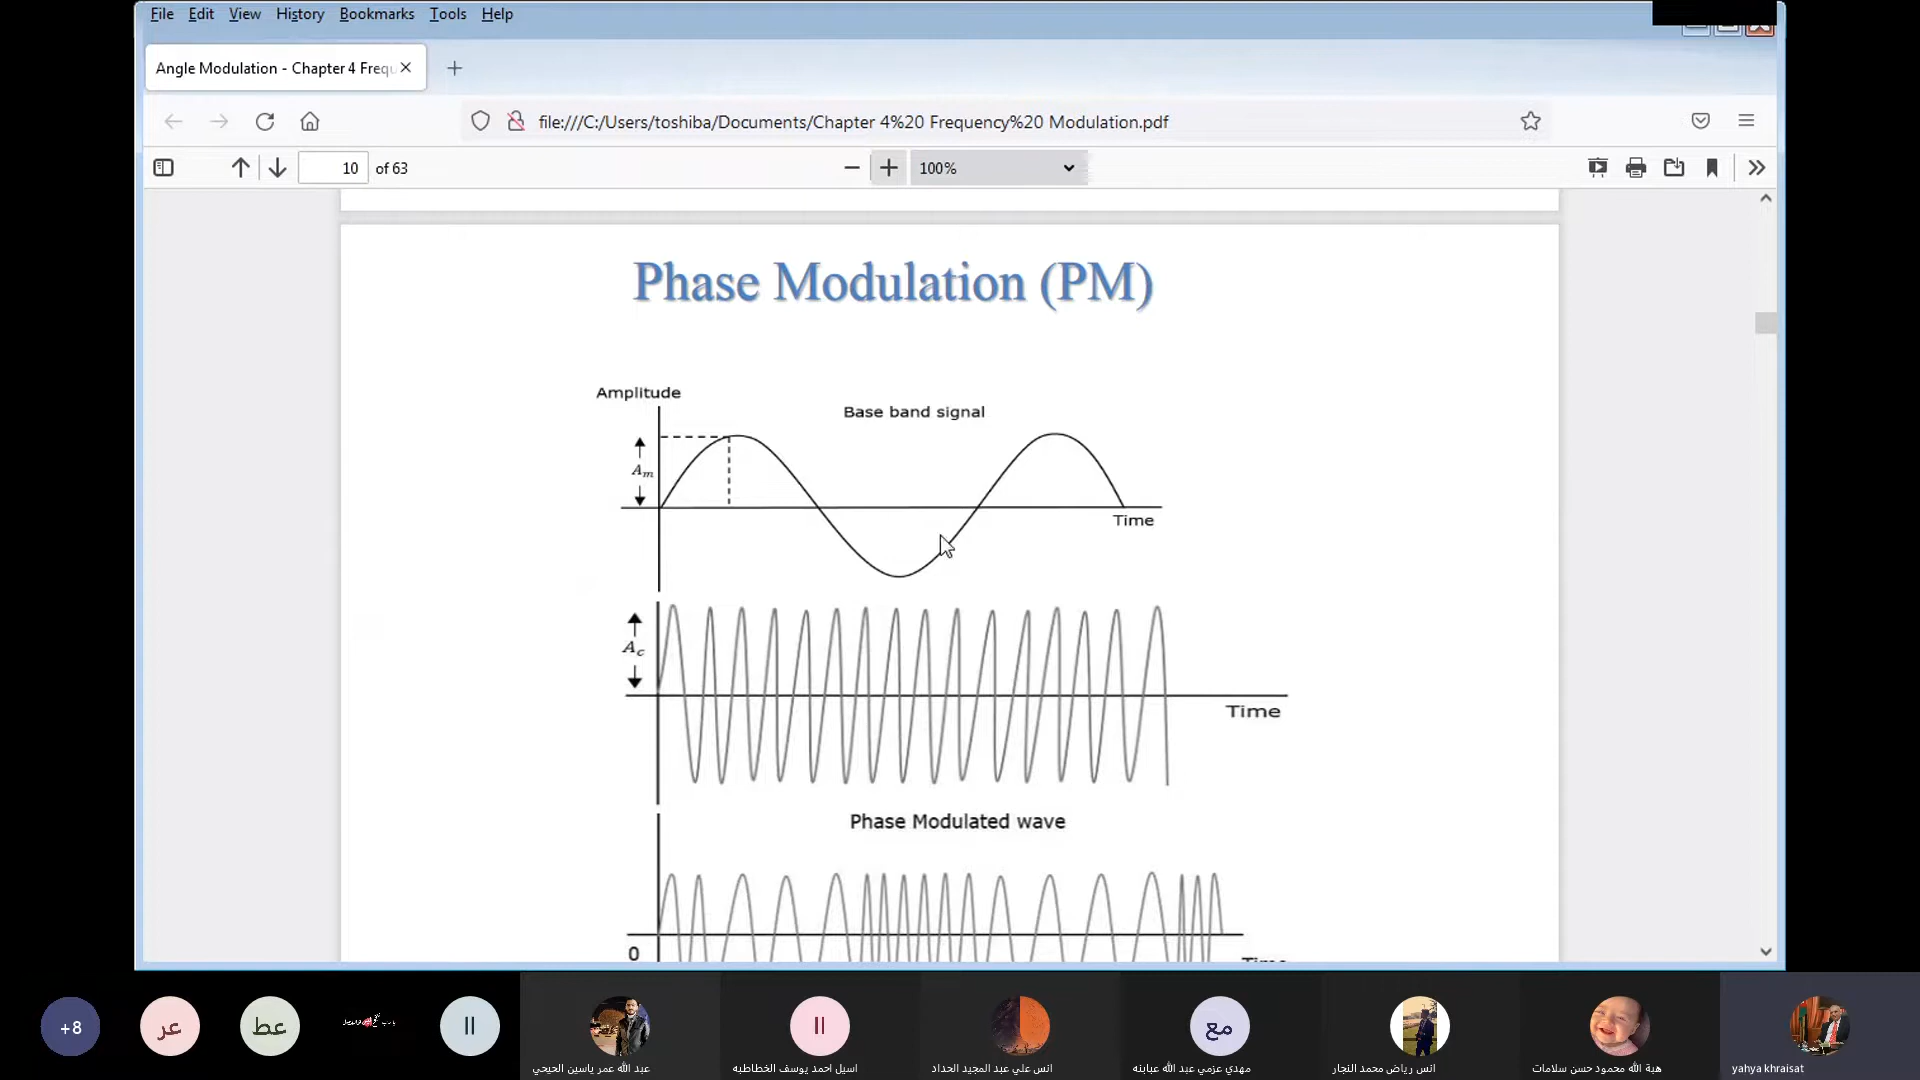 File Edit View History Bookmarks Tools Help
Angle Modulation - Chapter 4 Frequ
file:///C:/Users/toshiba/Documents/Chapter 4%20 Frequency%20 Modulation.pdf
10 of 63
100%
Phase Modulation (PM)
Amplitude
Base band signal
Am
Time
Ac
Time
Phase Modulated wave
0
Time
+8
عر
عط
اا
اا
مع
عبد الله عمر ياسين الحيحي
اسيل احمد يوسف الخطاطبه
انس علي عبد المجيد الحداد
مهدي عزمي عبد الله عبابنه
انس رياض محمد النجار
هبة الله محمود حسن سلامات
yahya khraisat